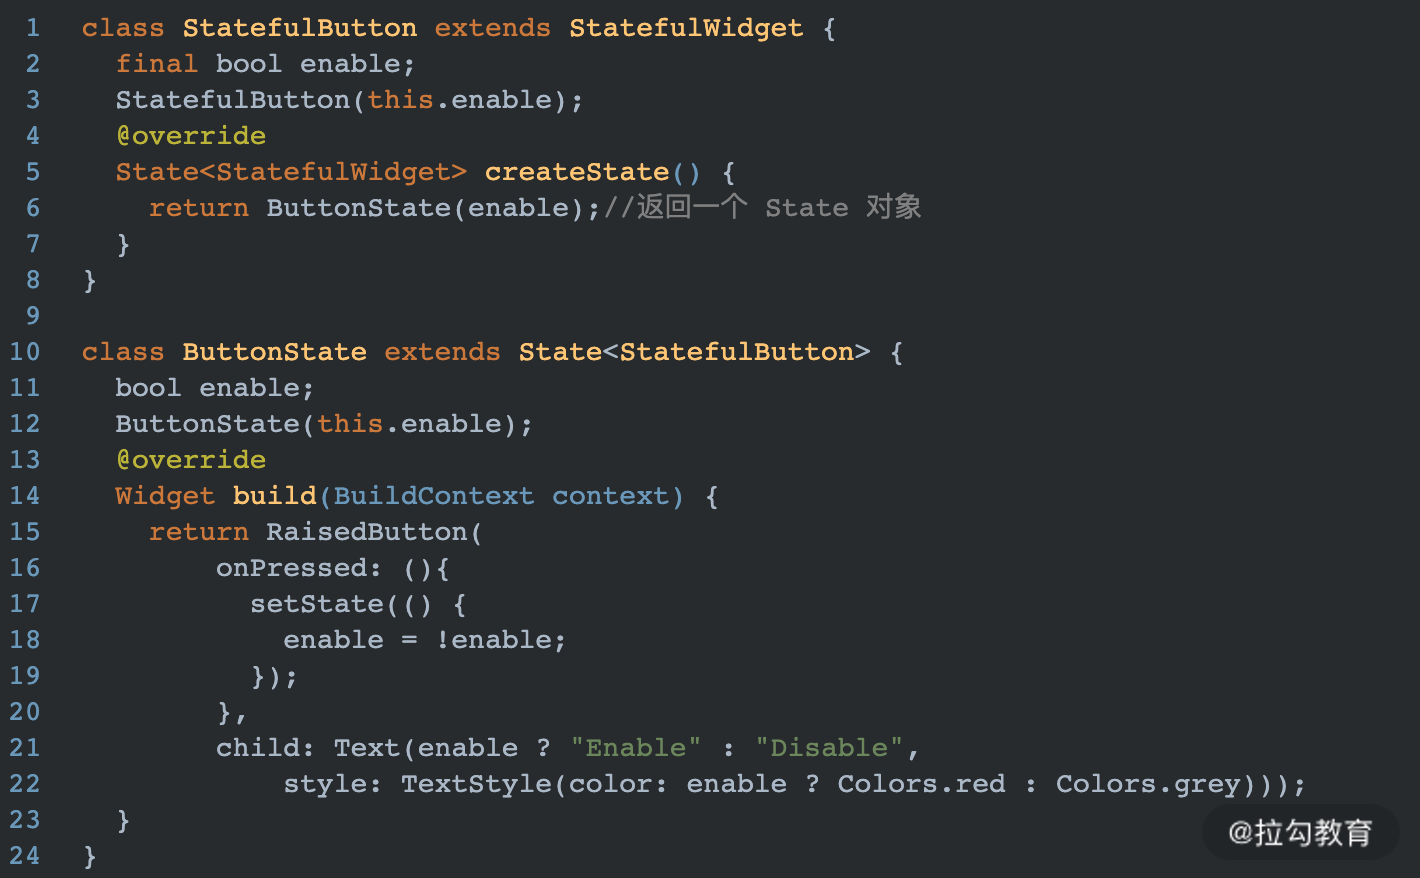 1 class StatefulButton extends StatefulWidget {
2   final bool enable;
3   StatefulButton(this.enable);
4   @override
5   State<StatefulWidget> createState() {
6     return ButtonState(enable);//返回一个 State 对象
7   }
8 }
9
10 class ButtonState extends State<StatefulButton> {
11   bool enable;
12   ButtonState(this.enable);
13   @override
14   Widget build(BuildContext context) {
15     return RaisedButton(
16         onPressed: (){
17           setState(() {
18             enable = !enable;
19           });
20         },
21         child: Text(enable ? "Enable" : "Disable",
22             style: TextStyle(color: enable ? Colors.red : Colors.grey)));
23   }
24 }
@拉勾教育